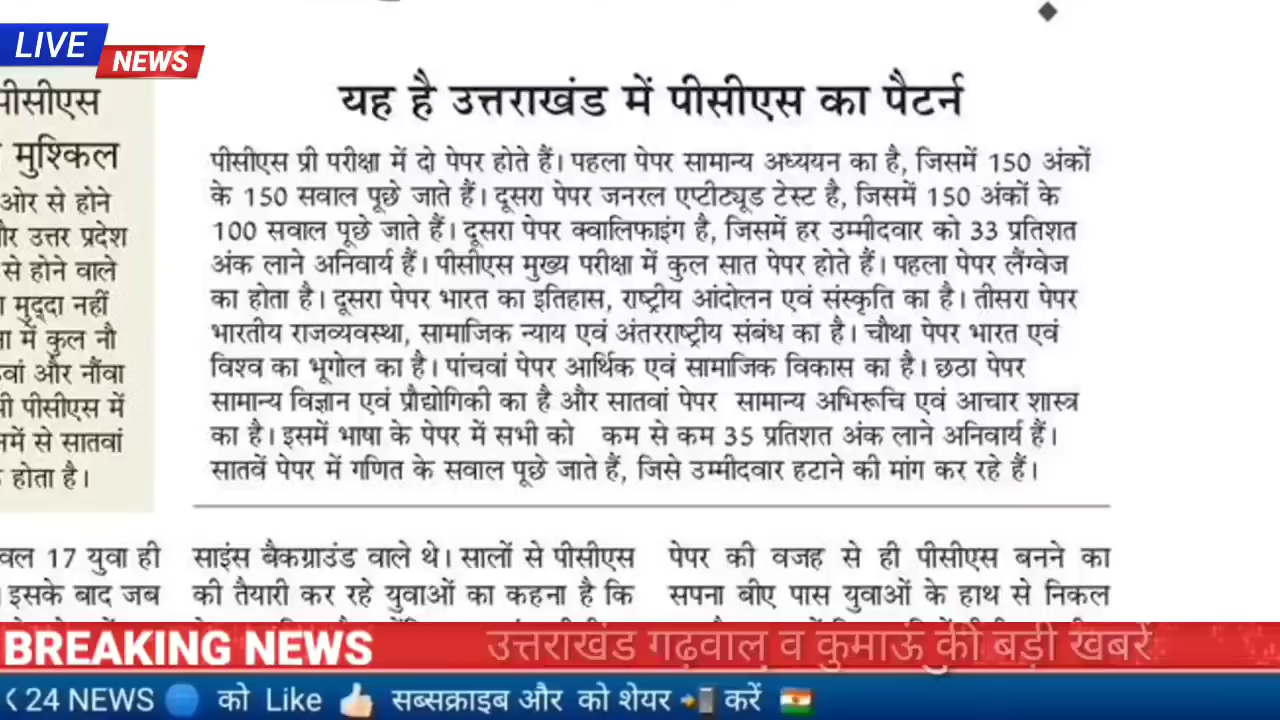 LIVE
NEWS
यह है उत्तराखंड में पीसीएस का पैटर्न
पीसीएस प्री परीक्षा में दो पेपर होते हैं। पहला पेपर सामान्य अध्ययन का है, जिसमें 150 अंकों
के 150 सवाल पूछे जाते हैं। दूसरा पेपर जनरल एप्टीट्यूड टेस्ट है, जिसमें 150 अंकों के
100 सवाल पूछे जाते हैं। दूसरा पेपर क्वालिफाइंग है, जिसमें हर उम्मीदवार को 33 प्रतिशत
अंक लाने अनिवार्य हैं। पीसीएस मुख्य परीक्षा में कुल सात पेपर होते हैं। पहला पेपर लैंग्वेज
का होता है। दूसरा पेपर भारत का इतिहास, राष्ट्रीय आंदोलन एवं संस्कृति का है। तीसरा पेपर
भारतीय राजव्यवस्था, सामाजिक न्याय एवं अंतरराष्ट्रीय संबंध का है। चौथा पेपर भारत एवं
विश्व का भूगोल का है। पांचवां पेपर आर्थिक एवं सामाजिक विकास का है। छठा पेपर
सामान्य विज्ञान एवं प्रौद्योगिकी का है और सातवां पेपर सामान्य अभिरूचि एवं आचार शास्त्र
का है। इसमें भाषा के पेपर में सभी को कम से कम 35 प्रतिशत अंक लाने अनिवार्य हैं।
सातवें पेपर में गणित के सवाल पूछे जाते हैं, जिसे उम्मीदवार हटाने की मांग कर रहे हैं।
पीसीएस
मुश्किल
ओर से होने
उत्तर प्रदेश
से होने वाले
मुद्दा नहीं
में कुल नौ
और नौंवा
पीसीएस में
से सातवां
होता है।
17 युवा ही
इसके बाद जब
साइंस बैकग्राउंड वाले थे। सालों से पीसीएस
की तैयारी कर रहे युवाओं का कहना है कि
पेपर की वजह से ही पीसीएस बनने का
सपना बीए पास युवाओं के हाथ से निकल
BREAKING NEWS
उत्तराखंड गढ़वाल व कुमाऊं की बड़ी खबरें
24 NEWS को Like सब्सक्राइब और को शेयर करें